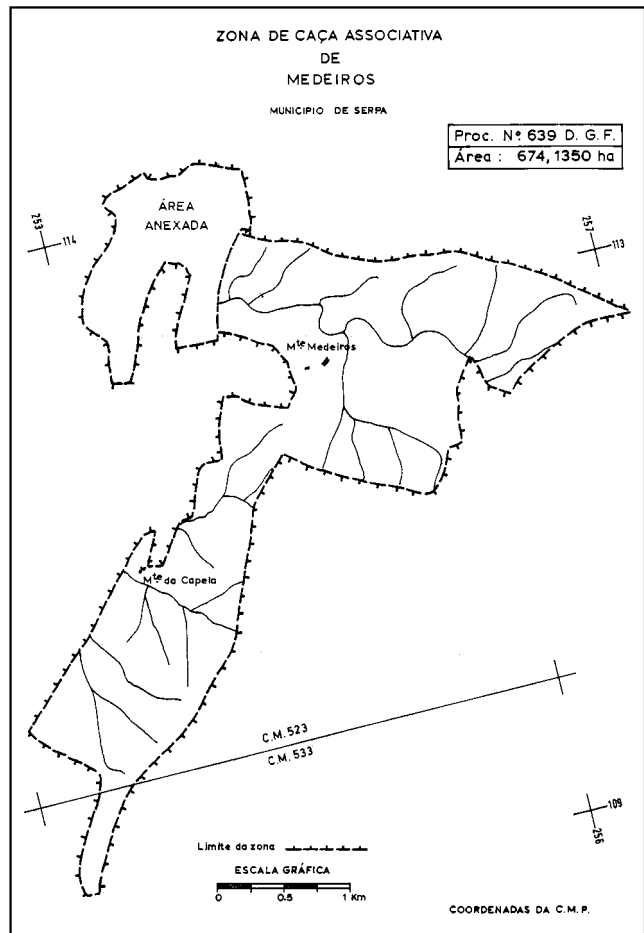 ZONA DE CAÇA ASSOCIATIVA
DE
MEDEIROS
MUNICIPIO DE SERPA
Proc. Nº 639 D. G. F.
Área : 674, 1350 ha
ÁREA
ANEXADA
253
114
257
113
Mte Medeiros
Mte da Capela
C.M. 523
C.M. 533
109
256
Limite da zona
ESCALA GRÁFICA
0 0.5 1 Km
COORDENADAS DA C.M.P.